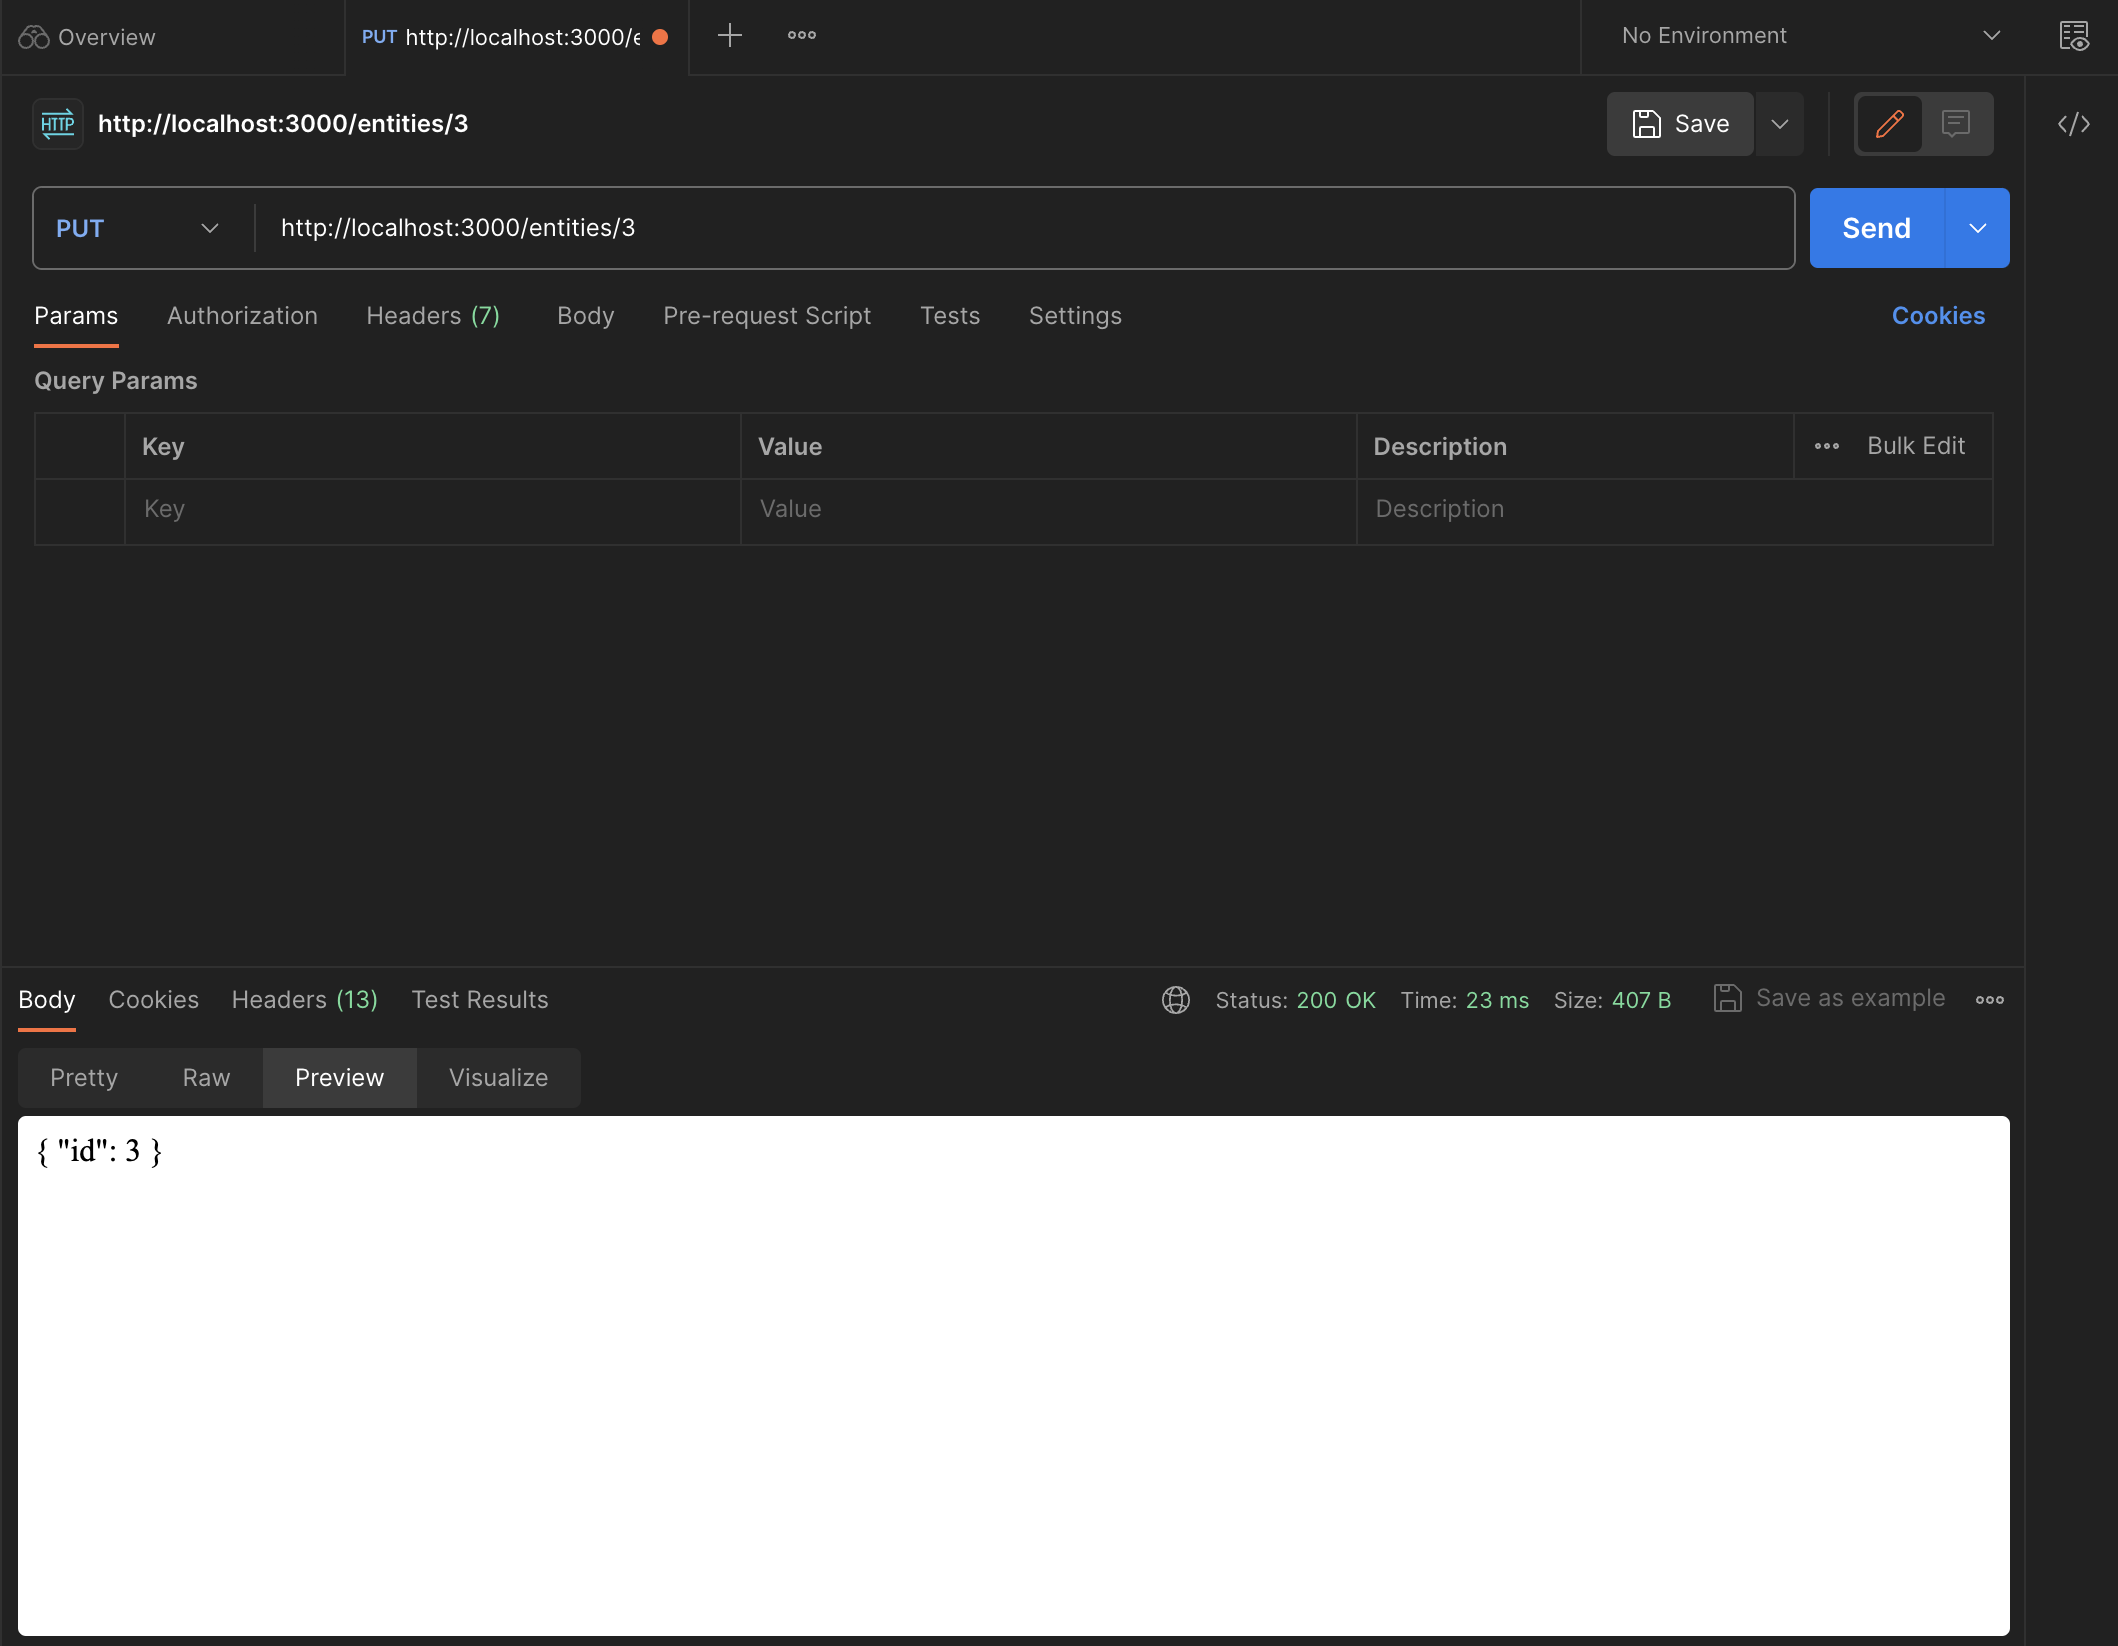 Overview
PUT http://localhost:3000/e
No Environment
HTTP http://localhost:3000/entities/3
Save
PUT http://localhost:3000/entities/3
Send
Params Authorization Headers (7) Body Pre-request Script Tests Settings Cookies
Query Params
Key Value Description Bulk Edit
Key Value Description
Body Cookies Headers (13) Test Results Status: 200 OK Time: 23 ms Size: 407 B Save as example
Pretty Raw Preview Visualize
{ "id": 3 }